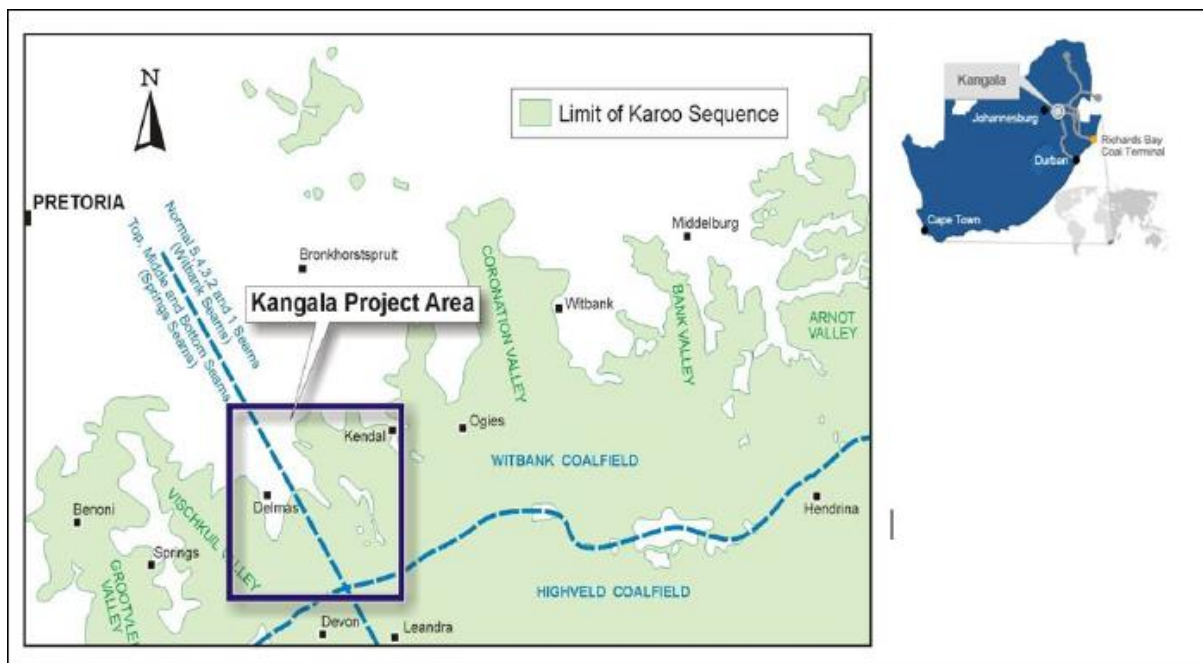 N
Limit of Karoo Sequence
PRETORIA
Normal 5,4,3,2 and 1 Seams
(Witbank Seams)
Top, Middle and Bottom Seams
(Springs Seams)
Bronkhorstspruit
Middelburg
Kangala Project Area
CORONATION VALLEY
Witbank
BANK VALLEY
ARNOT
VALLEY
Kendal
Ogies
WITBANK COALFIELD
Benoni
Delmas
Hendrina
VISCHKUIL VALLEY
Springs
GROOTVLEI
VALLEY
HIGHVELD COALFIELD
Devon
Leandra
Kangala
Johannesburg
Richards Bay
Coal Terminal
Durban
Cape Town